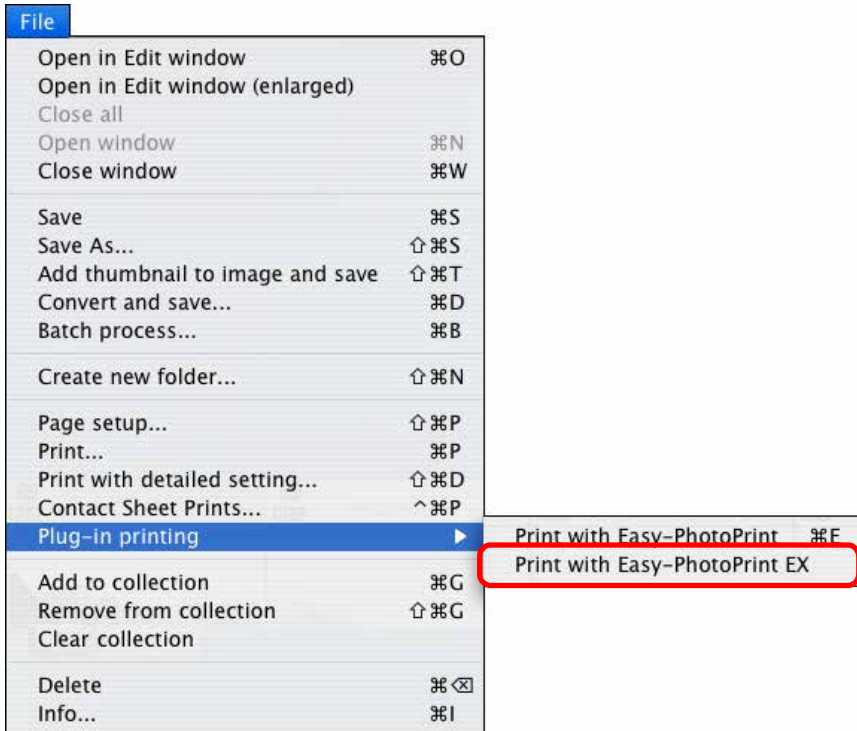 File
Open in Edit window ⌘O
Open in Edit window (enlarged)
Close all
Open window ⌘N
Close window ⌘W
Save ⌘S
Save As... ⇧⌘S
Add thumbnail to image and save ⇧⌘T
Convert and save... ⌘D
Batch process... ⌘B
Create new folder... ⇧⌘N
Page setup... ⇧⌘P
Print... ⌘P
Print with detailed setting... ⇧⌘D
Contact Sheet Prints... ^⌘P
Plug-in printing ▶
Print with Easy-PhotoPrint ⌘E
Print with Easy-PhotoPrint EX
Add to collection ⌘G
Remove from collection ⇧⌘G
Clear collection
Delete ⌘⌫
Info... ⌘I